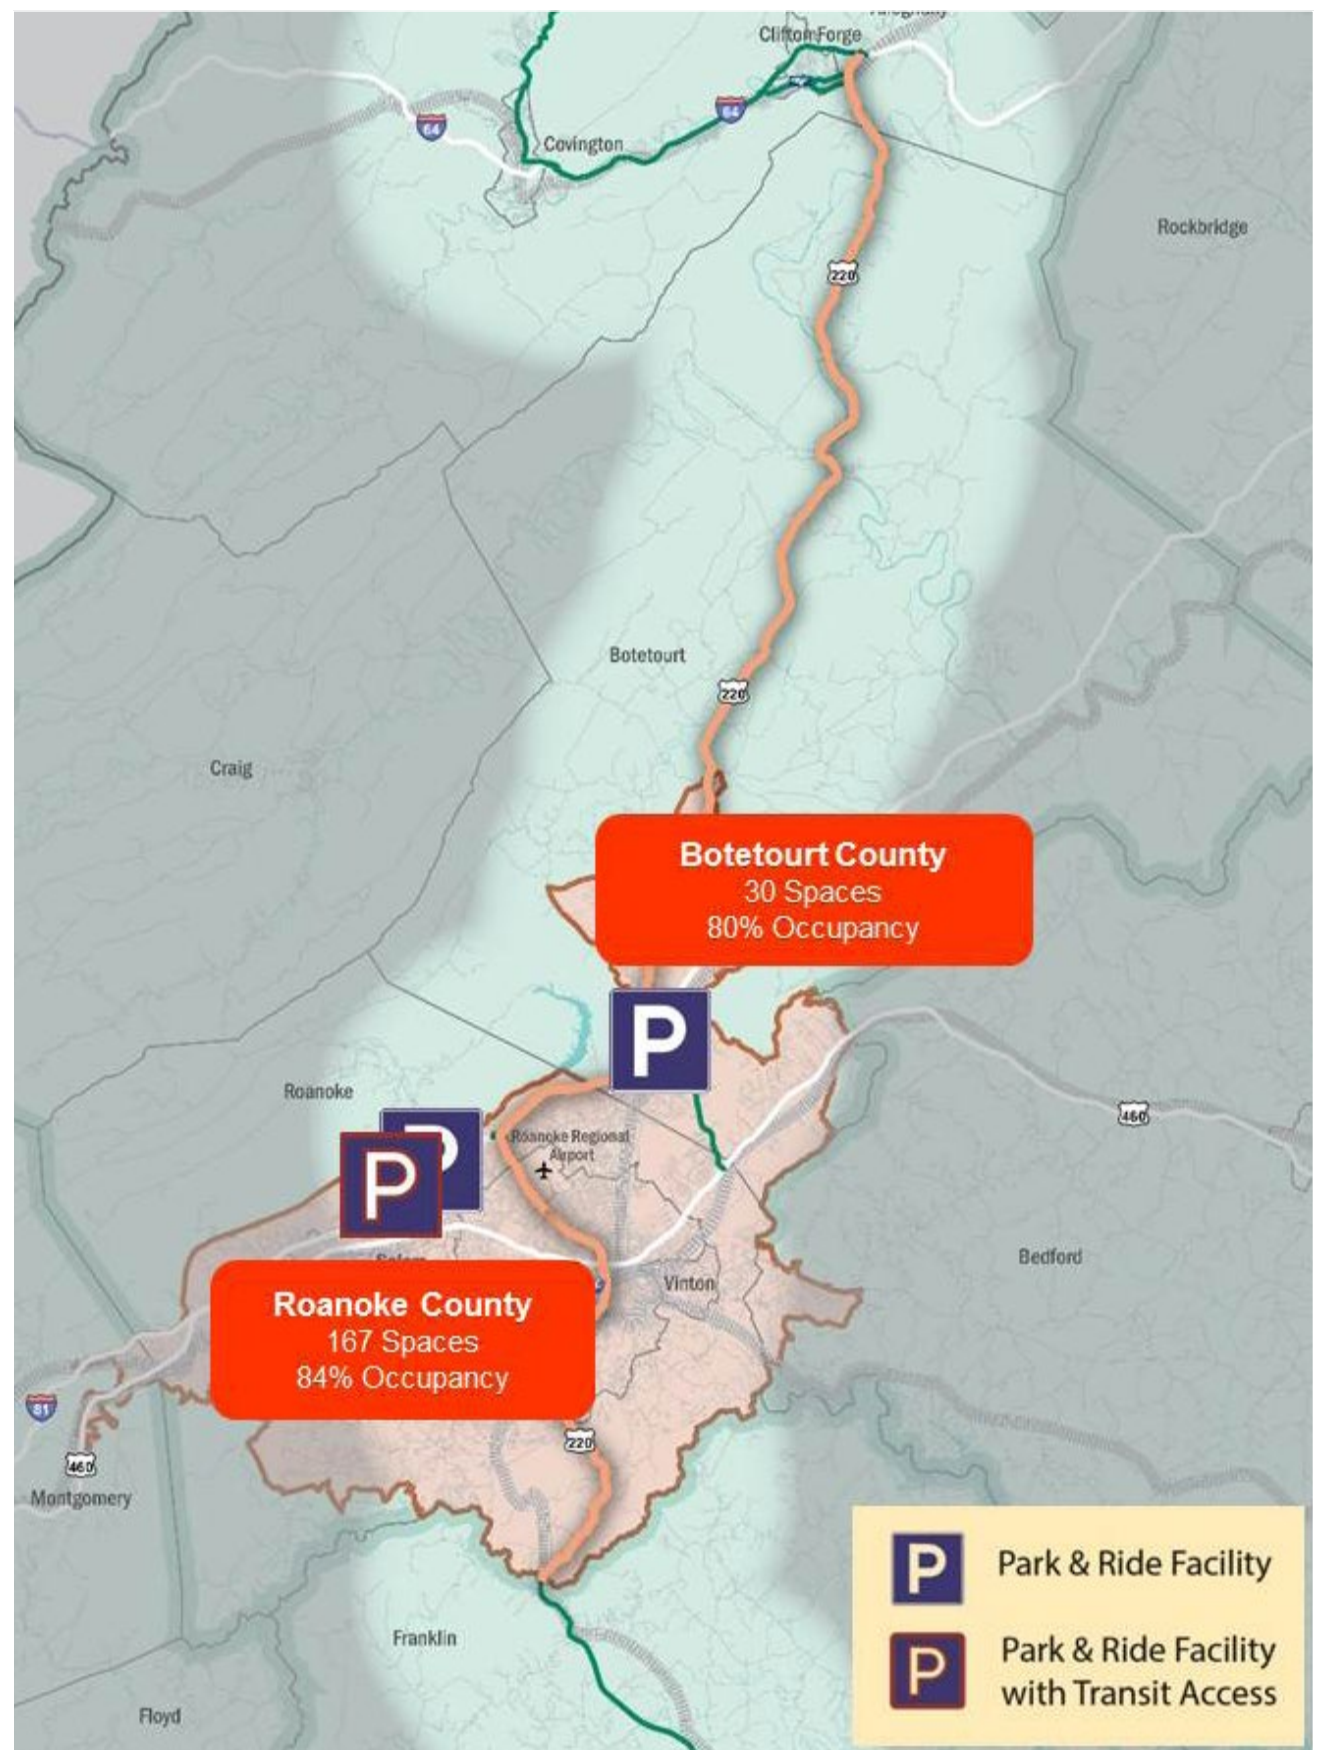 Clifton Forge
64
64
Covington
Rockbridge
220
Botetourt
220
Craig
Botetourt County
30 Spaces
80% Occupancy
P
Roanoke
460
P
Roanoke Regional
Airport
P
Bedford
Vinton
Roanoke County
167 Spaces
84% Occupancy
81
220
460
Montgomery
P
Park & Ride Facility
Franklin
P
Park & Ride Facility
with Transit Access
Floyd